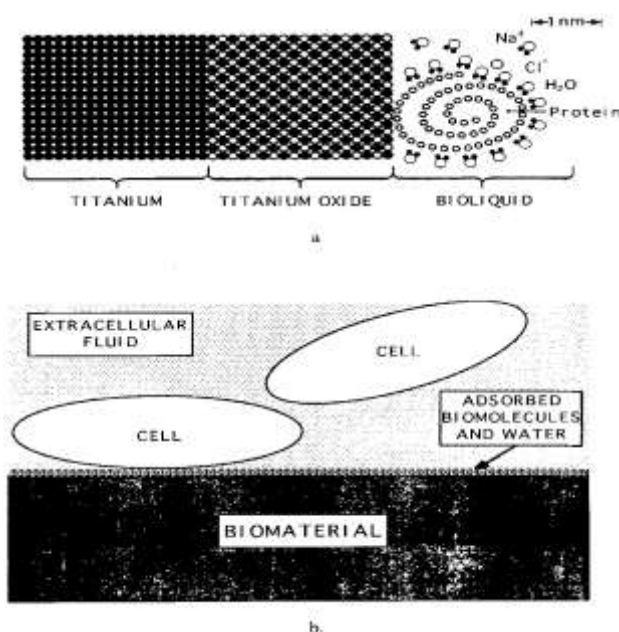 1 nm
Na+
Cl-
H₂O
Protein
TITANIUM
TITANIUM OXIDE
BIOLIQUID
a
EXTRACELLULAR
FLUID
CELL
CELL
ADSORBED
BIOMOLECULES
AND WATER
BIOMATERIAL
b.